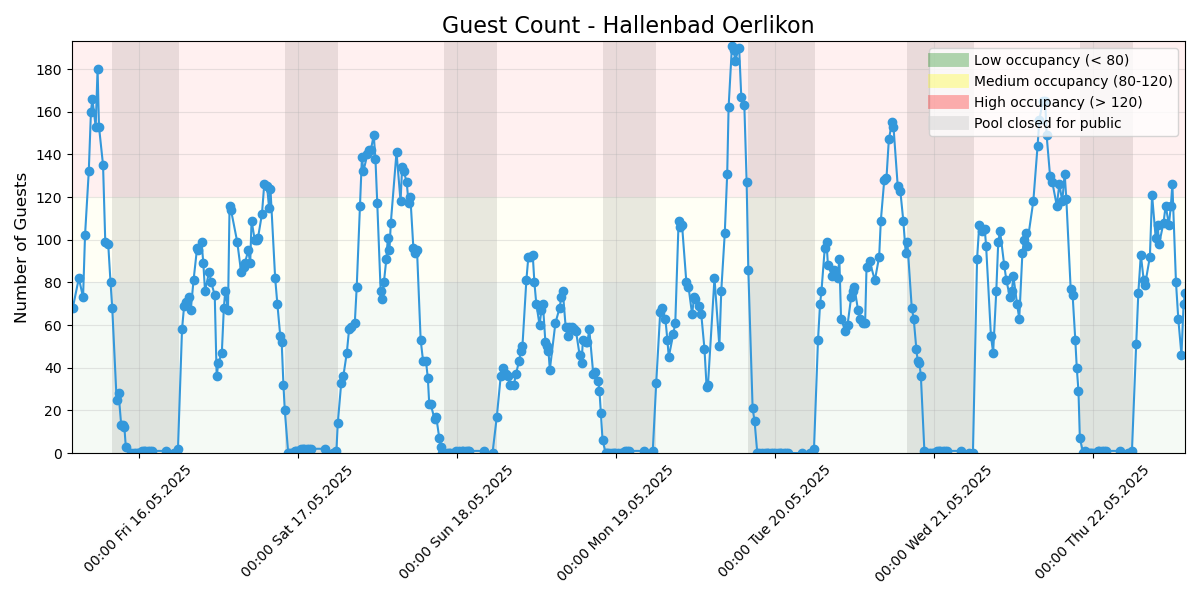 Guest Count - Hallenbad Oerlikon
Number of Guests
180
160
140
120
100
80
60
40
20
0
Low occupancy (< 80)
Medium occupancy (80-120)
High occupancy (> 120)
Pool closed for public
00:00 Fri 16.05.2025
00:00 Sat 17.05.2025
00:00 Sun 18.05.2025
00:00 Mon 19.05.2025
00:00 Tue 20.05.2025
00:00 Wed 21.05.2025
00:00 Thu 22.05.2025